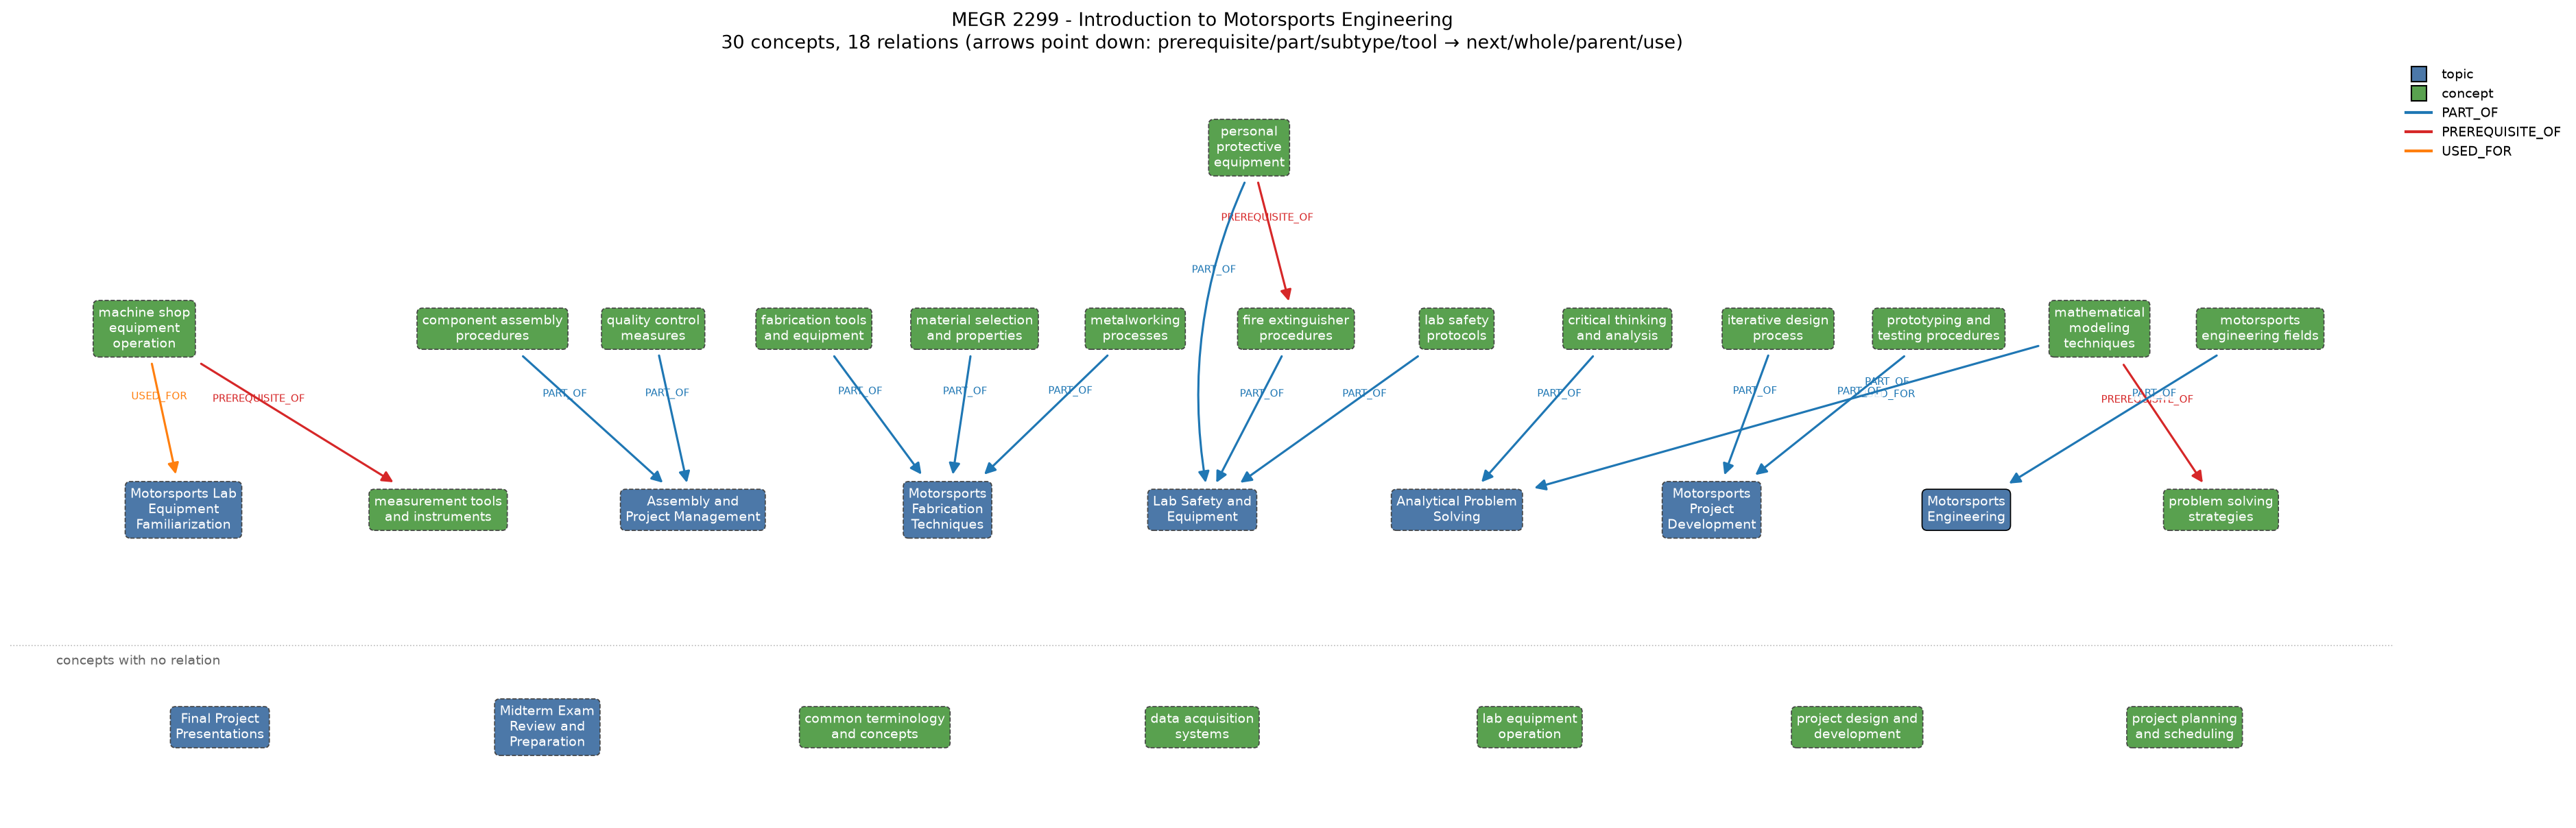 MEGR 2299 - Introduction to Motorsports Engineering
30 concepts, 18 relations (arrows point down: prerequisite/part/subtype/tool → next/whole/parent/use)
topic
concept
PART_OF
PREREQUISITE_OF
USED_FOR
personal
protective
equipment
PREREQUISITE_OF
PART_OF
machine shop
equipment
operation
component assembly
procedures
quality control
measures
fabrication tools
and equipment
material selection
and properties
metalworking
processes
fire extinguisher
procedures
lab safety
protocols
critical thinking
and analysis
iterative design
process
prototyping and
testing procedures
mathematical
modeling
techniques
motorsports
engineering fields
USED_FOR
PREREQUISITE_OF
PART_OF
PART_OF
PART_OF
PART_OF
PART_OF
PART_OF
PART_OF
PART_OF
PART_OF
PART_OF
PART_OF
PART_OF
Motorsports Lab
Equipment
Familiarization
measurement tools
and instruments
Assembly and
Project Management
Motorsports
Fabrication
Techniques
Lab Safety and
Equipment
Analytical Problem
Solving
Motorsports
Project
Development
Motorsports
Engineering
problem solving
strategies
concepts with no relation
Final Project
Presentations
Midterm Exam
Review and
Preparation
common terminology
and concepts
data acquisition
systems
lab equipment
operation
project design and
development
project planning
and scheduling